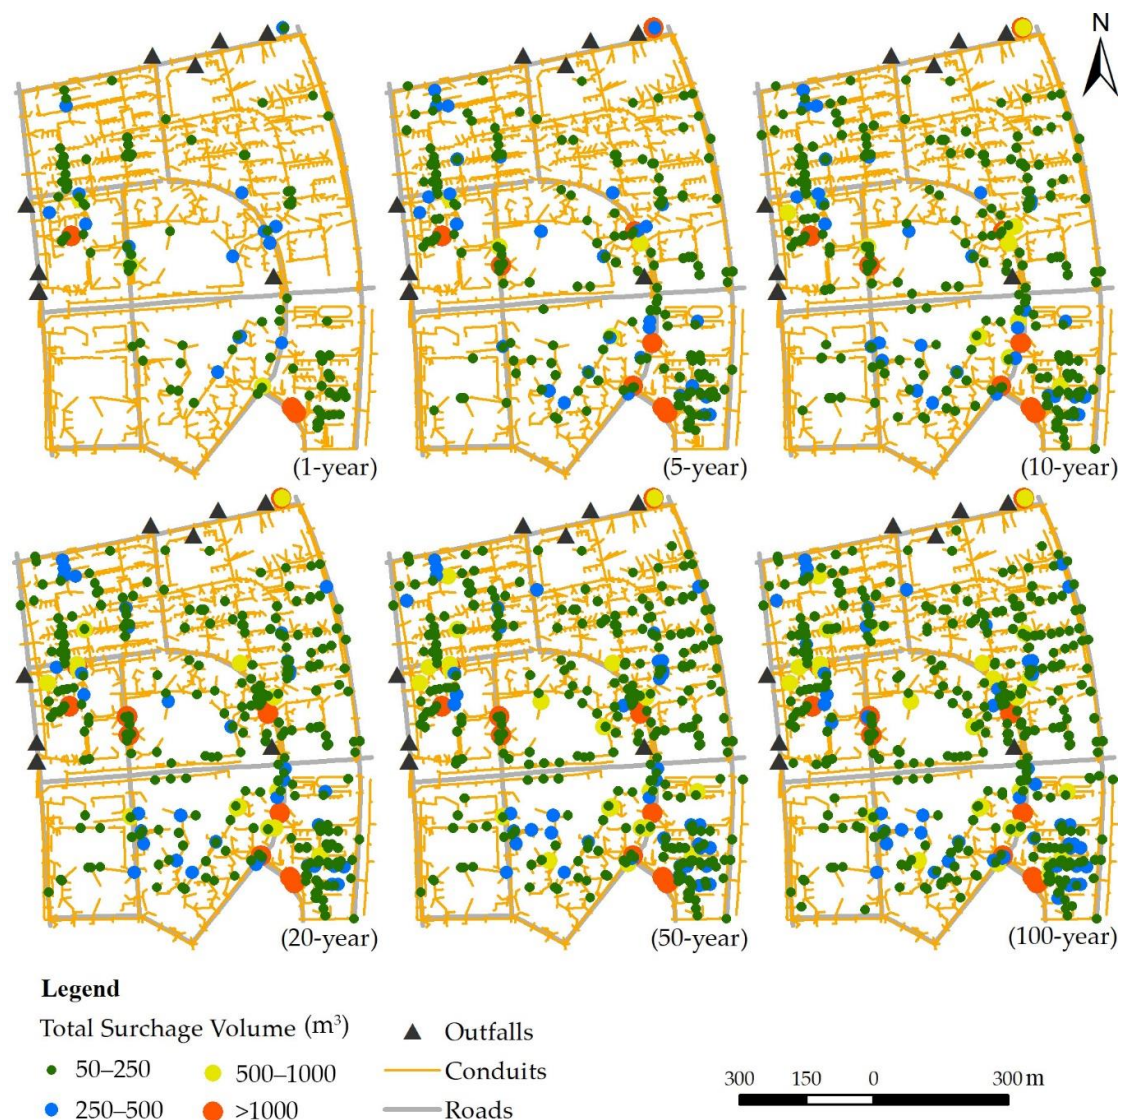 N
(1-year)
(5-year)
(10-year)
(20-year)
(50-year)
(100-year)
Legend
Total Surchage Volume (m³)
50–250
250–500
500–1000
>1000
Outfalls
Conduits
Roads
300 150 0 300 m